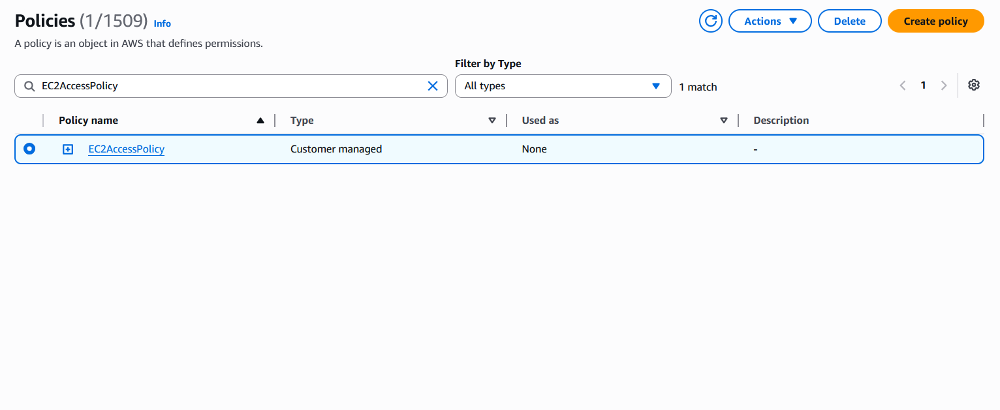 Policies (1/1509) Info
Actions Delete Create policy
A policy is an object in AWS that defines permissions.
Filter by Type
EC2AccessPolicy All types 1 match 1
Policy name Type Used as Description
EC2AccessPolicy Customer managed None -